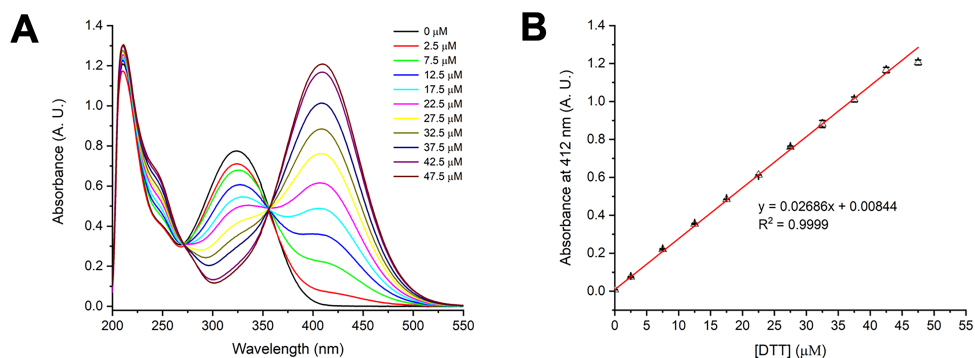 A
1.4
1.2
1.0
0.8
0.6
0.4
0.2
0.0
Absorbance (A. U.)
200
250
300
350
400
450
500
550
Wavelength (nm)
0 μM
2.5 μM
7.5 μM
12.5 μM
17.5 μM
22.5 μM
27.5 μM
32.5 μM
37.5 μM
42.5 μM
47.5 μM
B
1.4
1.2
1.0
0.8
0.6
0.4
0.2
0.0
Absorbance at 412 nm (A. U.)
0
5
10
15
20
25
30
35
40
45
50
55
[DTT] (μM)
y = 0.02686x + 0.00844
R² = 0.9999